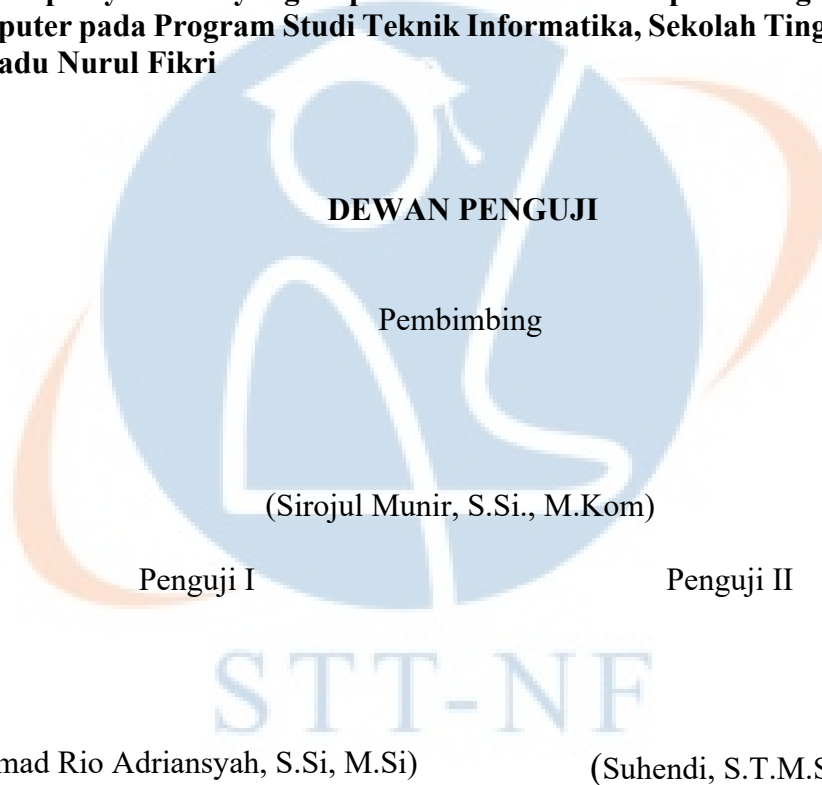 puter pada Program Studi Teknik Informatika, Sekolah Ting
adu Nurul Fikri
DEWAN PENGUJI
Pembimbing
(Sirojul Munir, S.Si., M.Kom)
Penguji I Penguji II
STT-NF
mad Rio Adriansyah, S.Si, M.Si) (Suhendi, S.T.M.S